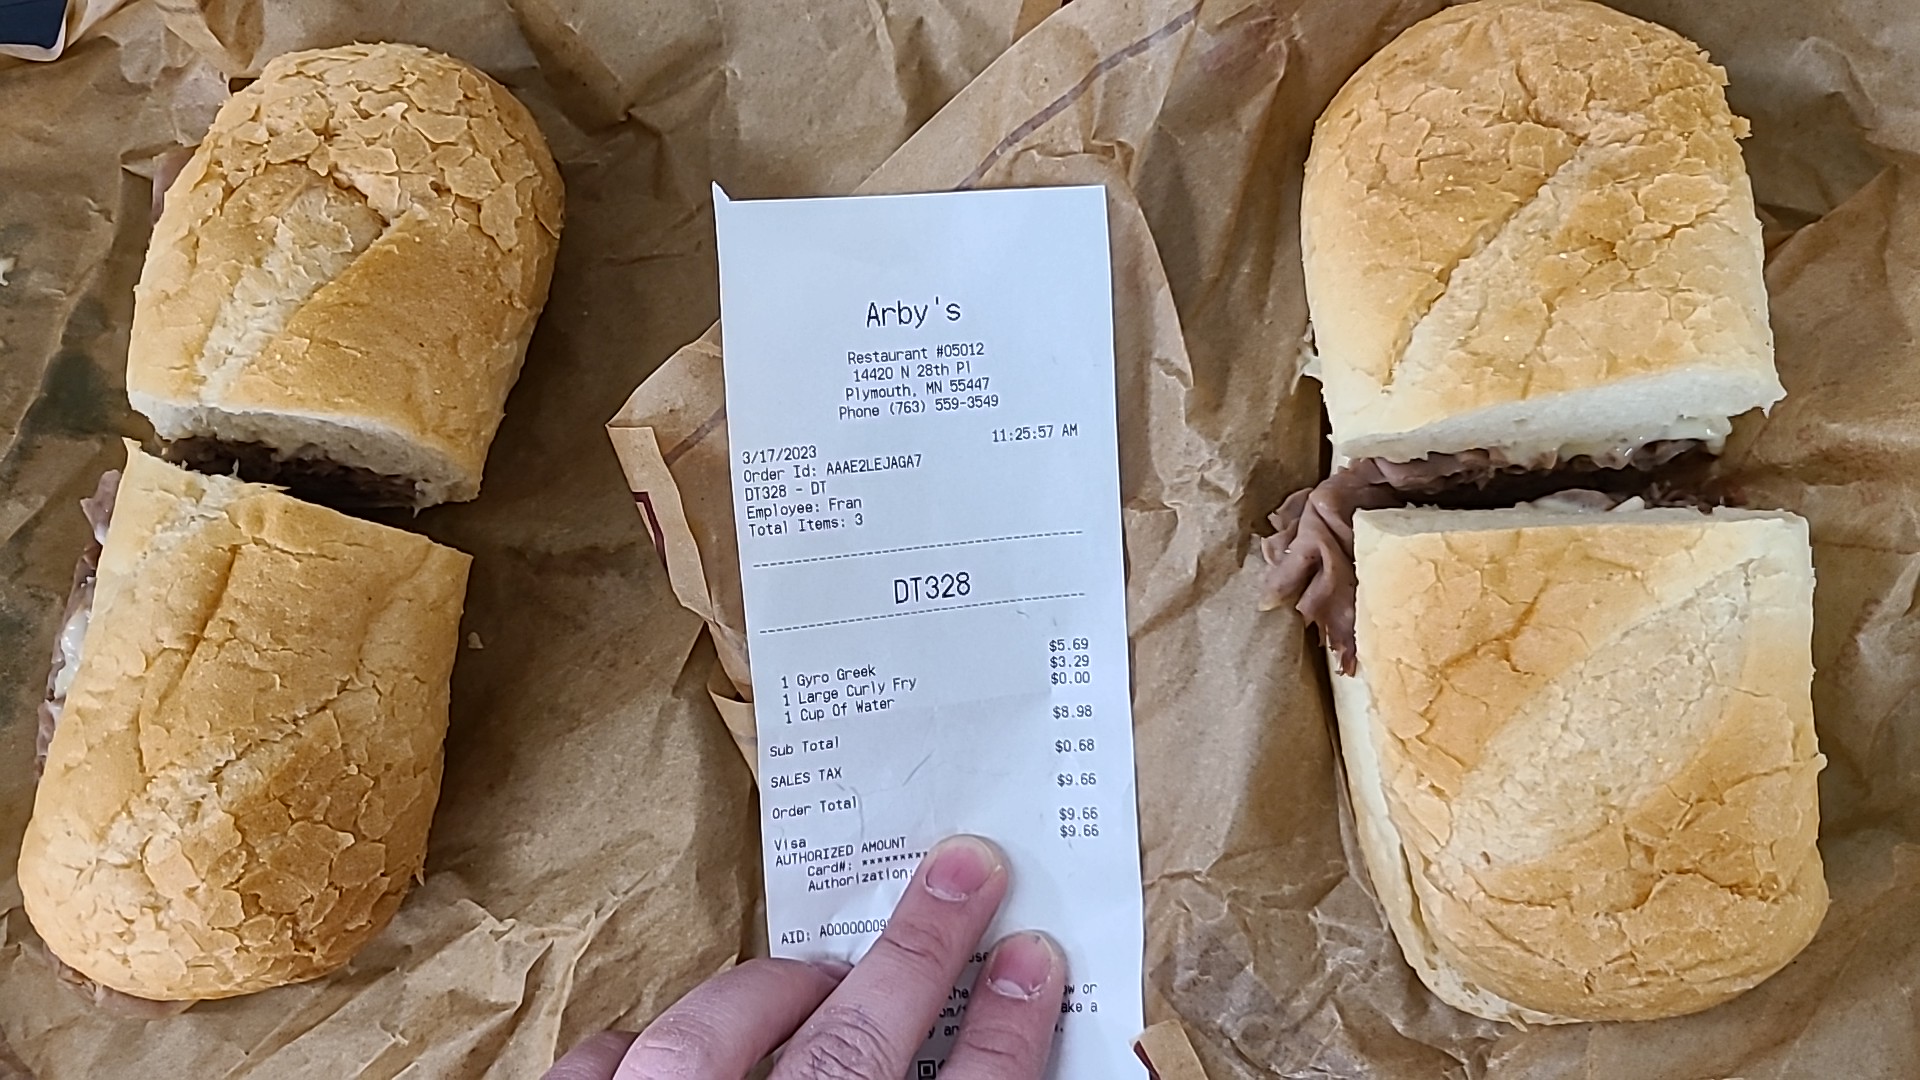 Arby's
Restaurant #05012
14420 N 28th Pl
Plymouth, MN 55447
Phone (763) 559-3549
3/17/2023 11:25:57 AM
Order Id: AAAE2LEJAGA7
DT328 - DT
Employee: Fran
Total Items: 3
DT328
1 Gyro Greek $5.69
1 Large Curly Fry $3.29
1 Cup Of Water $0.00
Sub Total $8.98
SALES TAX $0.68
Order Total $9.66
Visa $9.66
AUTHORIZED AMOUNT $9.66
Card#: *********
Authorization:
AID: A00000009
or